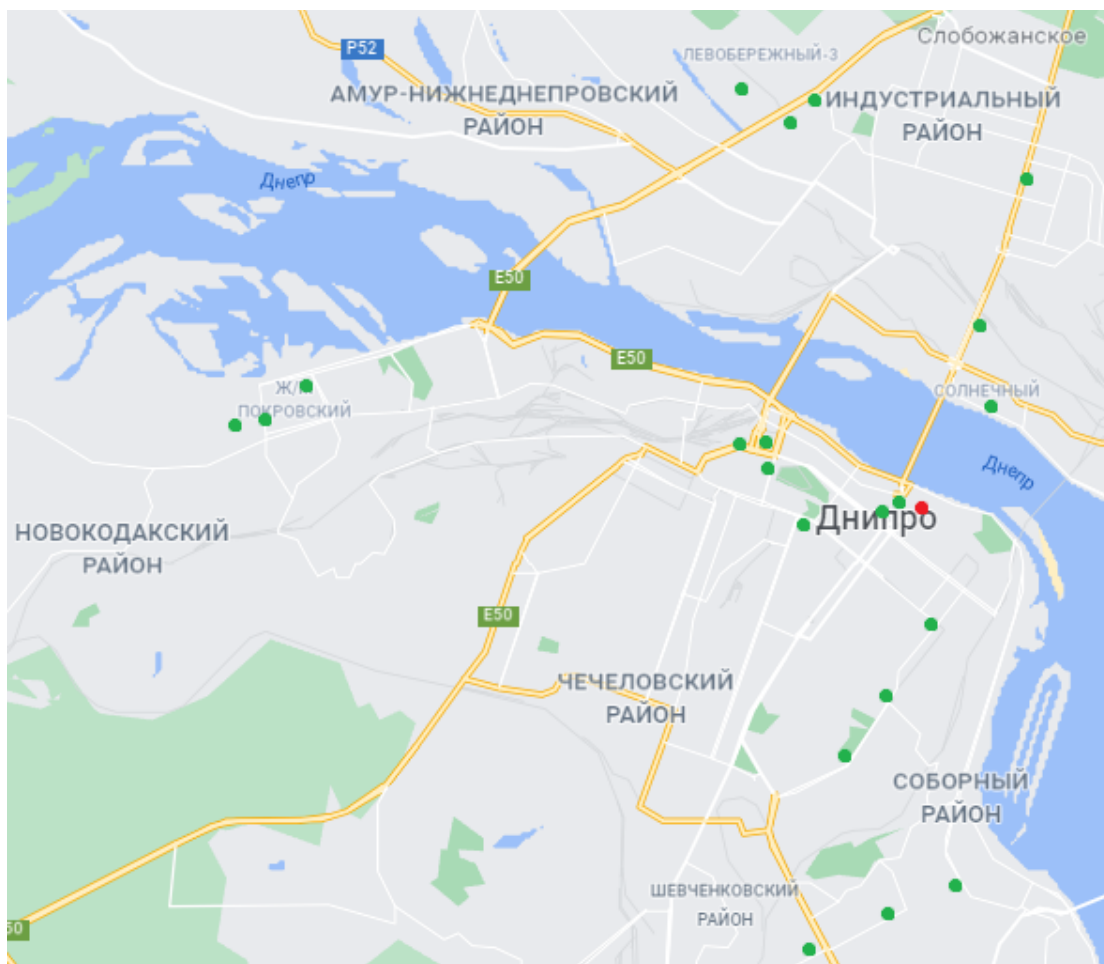 Слобожанское
P52
ЛЕВОБЕРЕЖНЫЙ-3
АМУР-НИЖНЕДНЕПРОВСКИЙ
РАЙОН
ИНДУСТРИАЛЬНЫЙ
РАЙОН
Днепр
E50
E50
Ж/М
ПОКРОВСКИЙ
СОЛНЕЧНЫЙ
Днепр
Днипро
НОВОКОДАКСКИЙ
РАЙОН
E50
ЧЕЧЕЛОВСКИЙ
РАЙОН
СОБОРНЫЙ
РАЙОН
ШЕВЧЕНКОВСКИЙ
РАЙОН
50